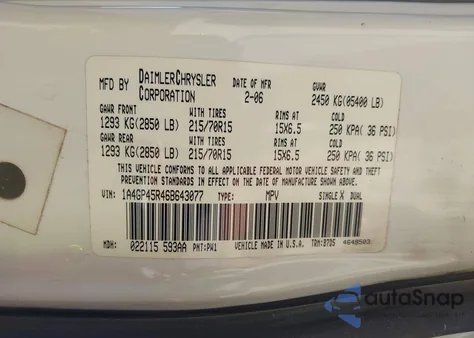 MFD BY DAIMLERCHRYSLER CORPORATION DATE OF MFR 2-06 GVWR 2450 KG(05400 LB)
GAWR FRONT WITH TIRES RIMS AT COLD
1293 KG(2850 LB) 215/70R15 15X6.5 250 KPA( 36 PSI)
GAWR REAR WITH TIRES RIMS AT COLD
1293 KG(2850 LB) 215/70R15 15X6.5 250 KPA( 36 PSI)
THIS VEHICLE CONFORMS TO ALL APPLICABLE FEDERAL MOTOR VEHICLE SAFETY, BUMPER AND THEFT
PREVENTION STANDARDS IN EFFECT ON THE DATE OF MANUFACTURE SHOWN ABOVE.
VIN: 1A4GP45R46B643077 TYPE: MPV SINGLE X DUAL
MDH: 022115 593AA PNT:PW1 VEHICLE MADE IN U.S.A. TRM:37D5 4648503
autoSnap